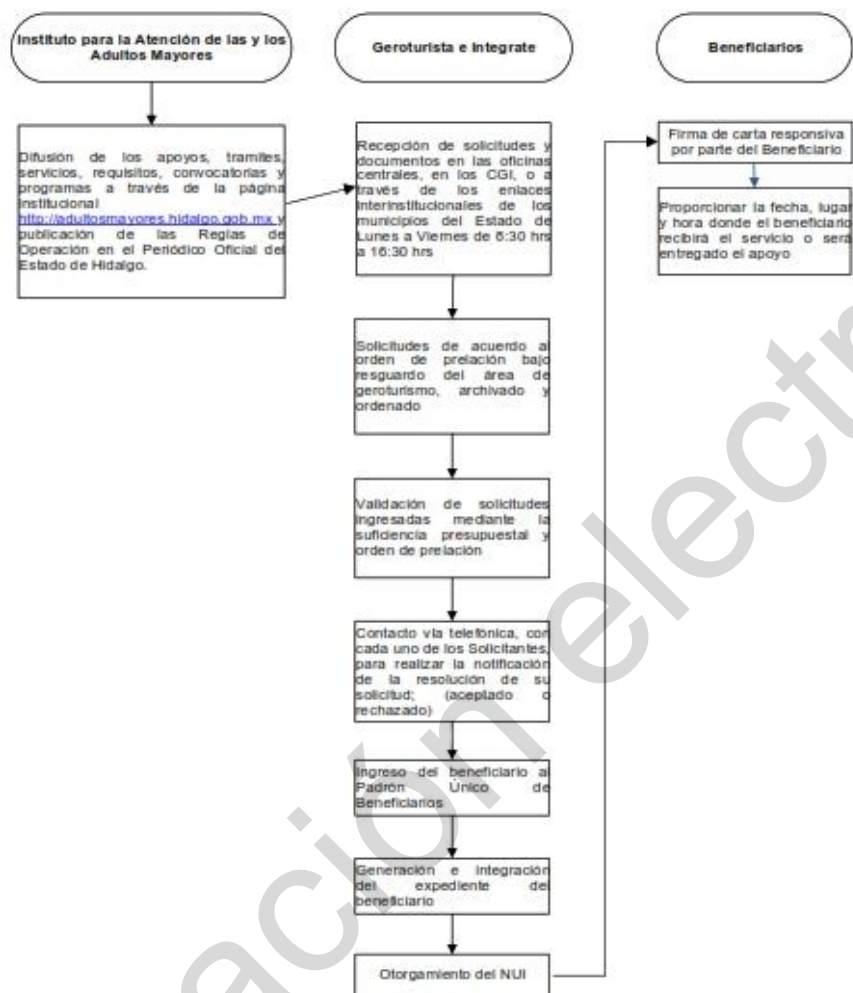 Instituto para la Atención de las y los
Adultos Mayores
Difusión de los apoyos, tramites,
servicios, requisitos, convocatorias y
programas a través de la página
institucional
http://adultosmayores.hidalgo.gob.mx y
publicación de las Reglas de
Operación en el Periódico Oficial del
Estado de Hidalgo.
Geroturista e Integrate
Recepción de solicitudes y
documentos en las oficinas
centrales, en los CGI, o a
través de los enlaces
interinstitucionales de los
municipios del Estado de
Lunes a Viernes de 8:30 hrs
a 16:30 hrs
Solicitudes de acuerdo al
orden de prelación bajo
resguardo del área de
geroturismo, archivado y
ordenado
Validación de solicitudes
ingresadas mediante la
suficiencia presupuestal y
orden de prelación
Contacto vía telefónica, con
cada uno de los Solicitantes,
para realizar la notificación
de la resolución de su
solicitud; (aceptado o
rechazado)
Ingreso del beneficiario al
Padrón Único de
Beneficiarios
Generación e integración
del expediente del
beneficiario
Otorgamiento del NUI
Beneficiarios
Firma de carta responsiva
por parte del Beneficiario
Proporcionar la fecha, lugar
y hora donde el beneficiario
recibirá el servicio o será
entregado el apoyo
ación electr